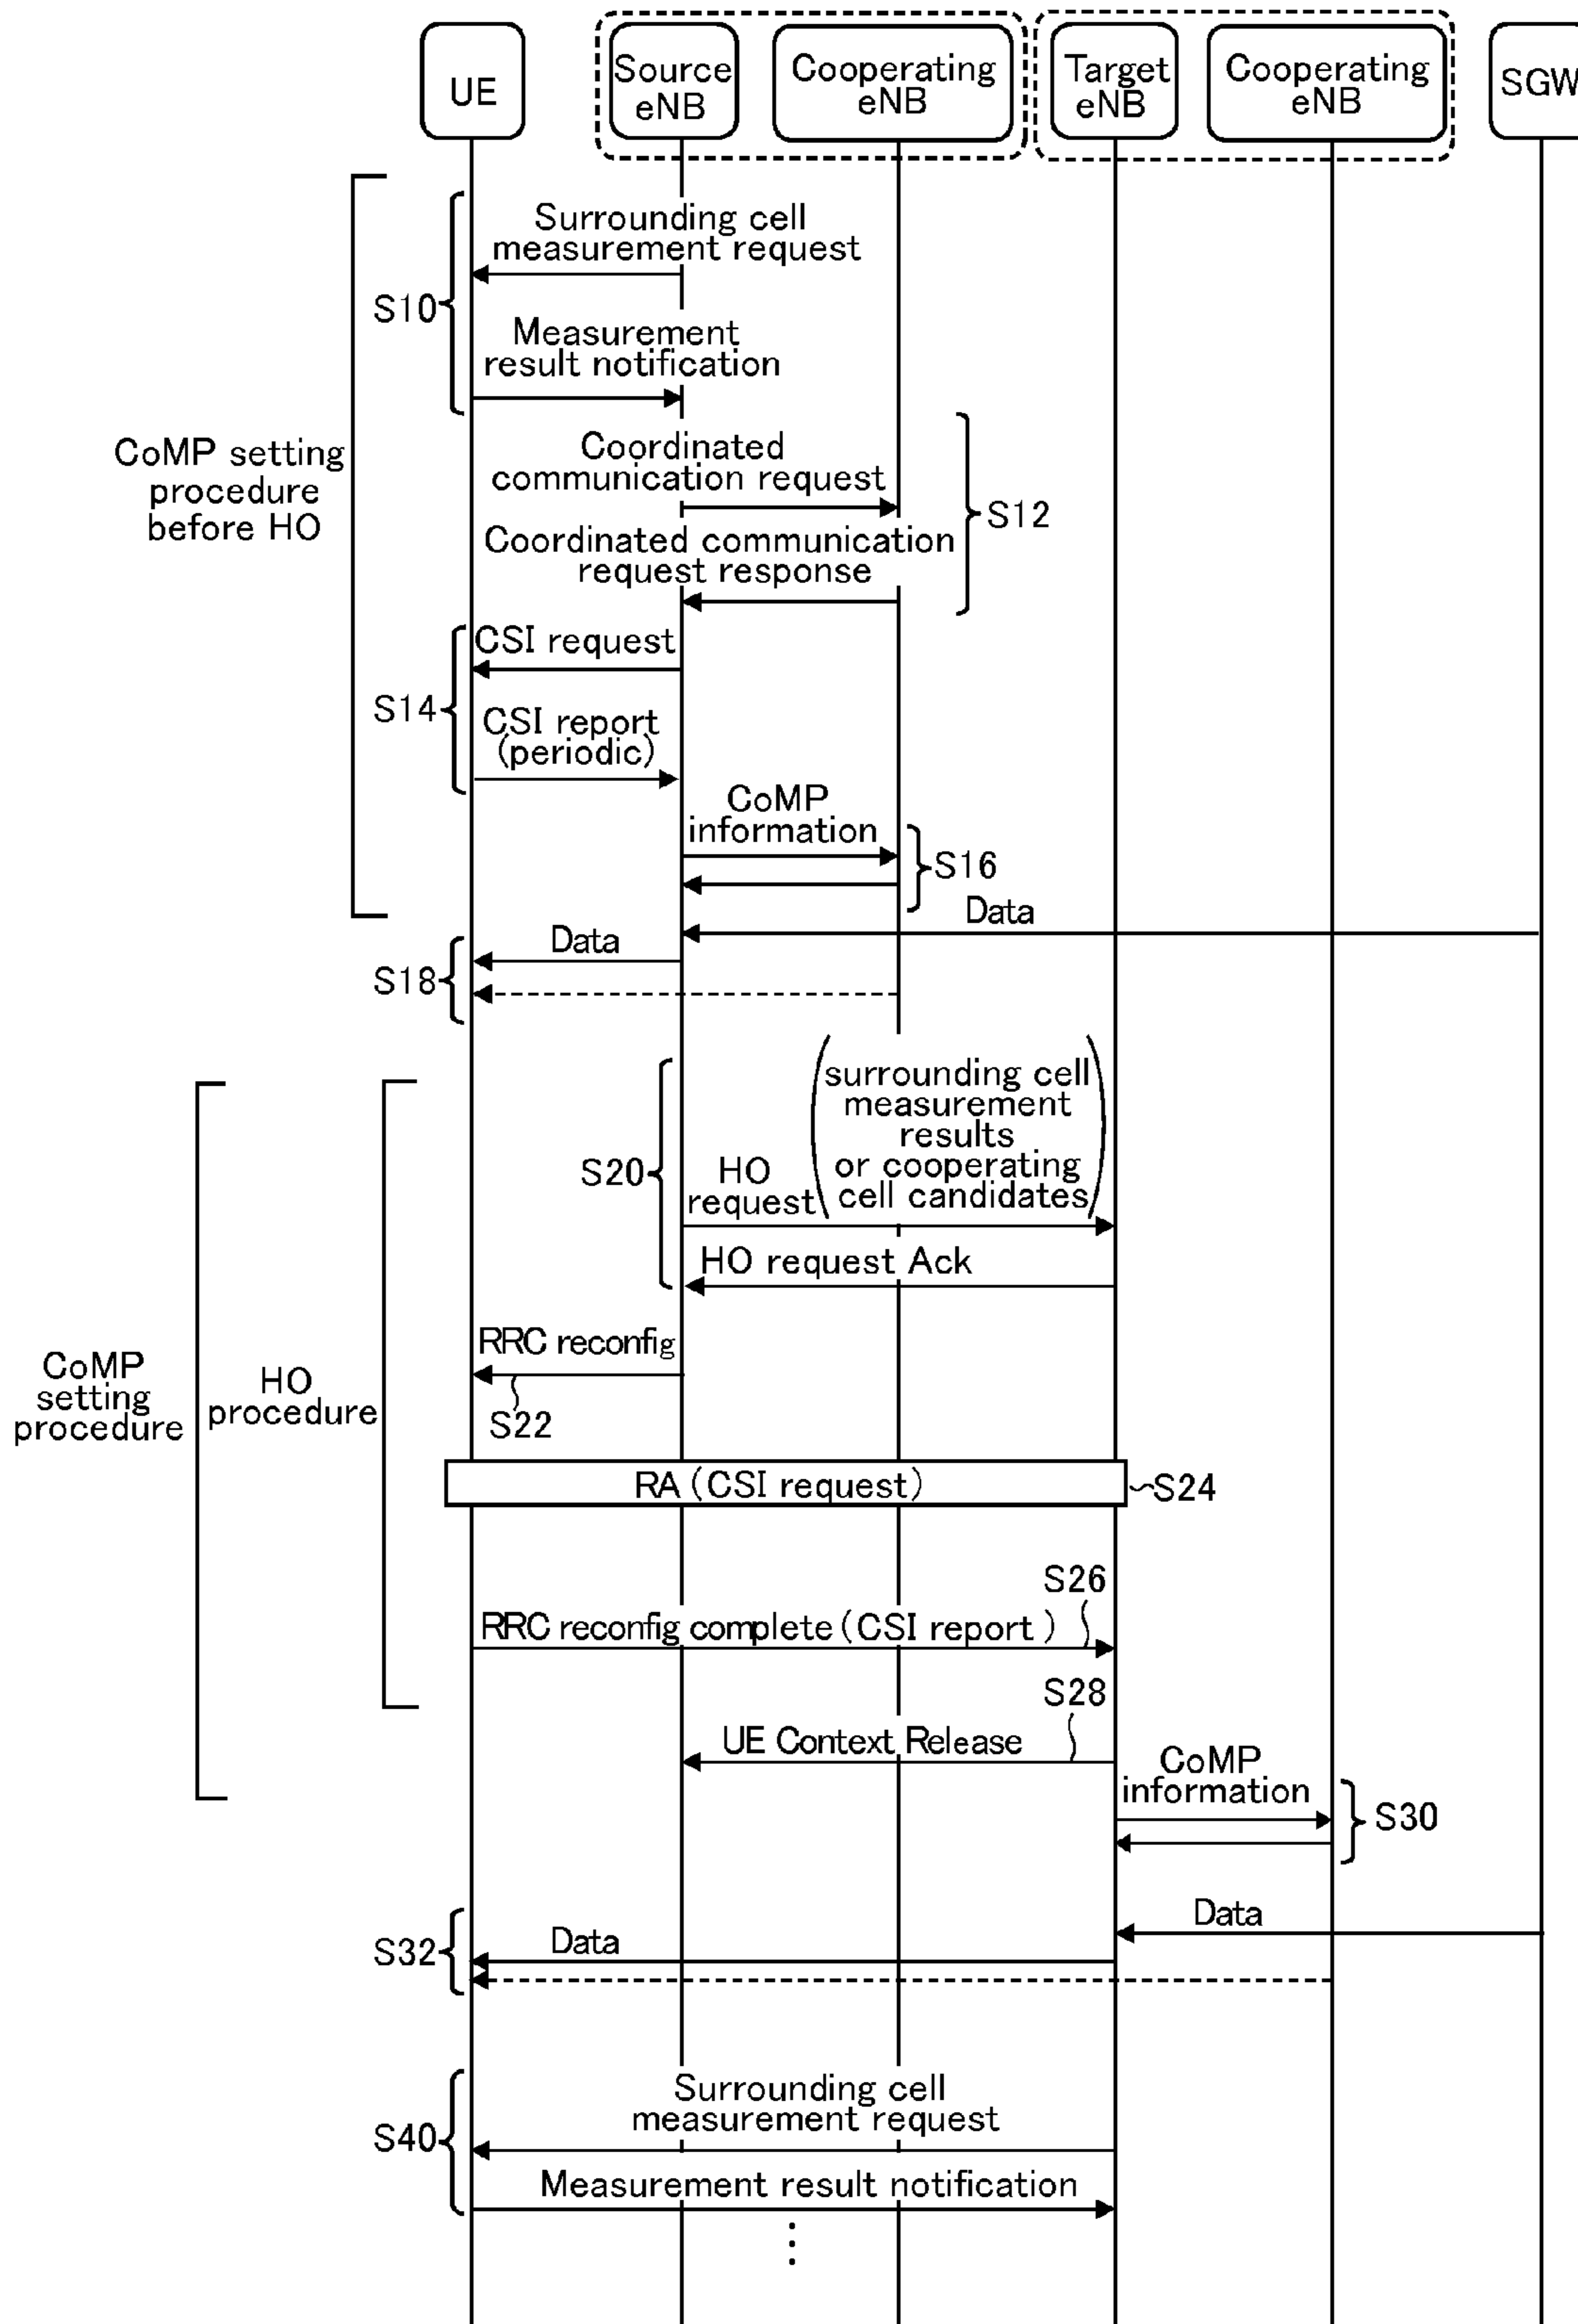 UE
Source
eNB
Cooperating
eNB
Target
eNB
Cooperating
eNB
SGW
Surrounding cell
measurement request
S10
Measurement
result notification
CoMP setting
procedure
before HO
Coordinated
communication request
S12
Coordinated communication
request response
CSI request
S14
CSI report
(periodic)
CoMP
information
S16
Data
Data
S18
surrounding cell
measurement
results
or cooperating
cell candidates
S20
HO
request
HO request Ack
RRC reconfig
S22
CoMP
setting
procedure
HO
procedure
RA (CSI request)
S24
S26
RRC reconfig complete (CSI report )
S28
UE Context Release
CoMP
information
S30
Data
Data
S32
Surrounding cell
measurement request
S40
Measurement result notification